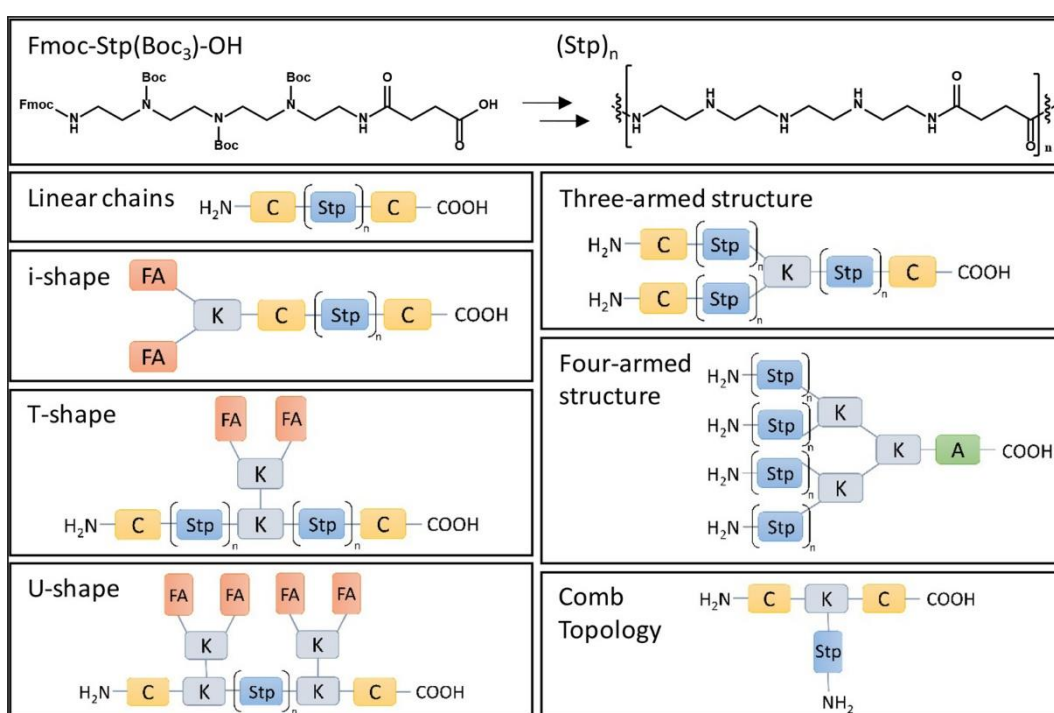 Fmoc-Stp(Boc₃)-OH
(Stp)ₙ
Boc
Boc
Fmoc
N
H
N
N
N
Boc
N
H
O
O
OH
N
H
H
N
N
H
H
N
N
H
O
O
n
Linear chains
H₂N C Stp n C COOH
i-shape
FA
K C Stp n C COOH
FA
T-shape
FA FA
K
H₂N C Stp n K Stp n C COOH
U-shape
FA FA FA FA
K K
H₂N C K Stp n K C COOH
Three-armed structure
H₂N C Stp n
K Stp n C COOH
H₂N C Stp n
Four-armed
structure
H₂N Stp n
K
H₂N Stp n
K A COOH
H₂N Stp n
K
H₂N Stp n
Comb
Topology
H₂N C K C COOH
Stp
NH₂